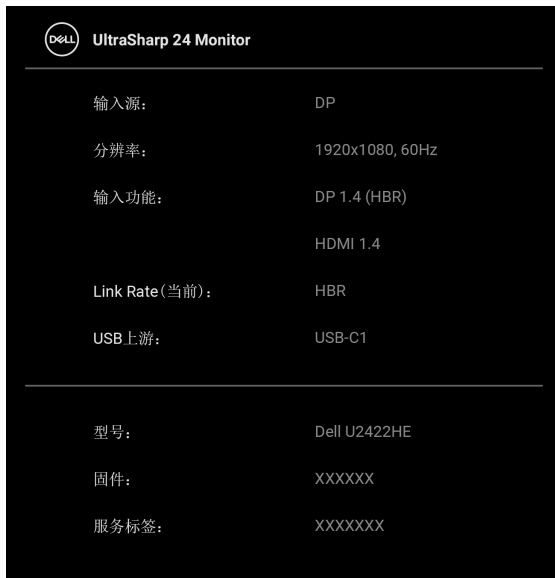 DELL UltraSharp 24 Monitor
输入源： DP
分辨率： 1920x1080, 60Hz
输入功能： DP 1.4 (HBR)
HDMI 1.4
Link Rate(当前)： HBR
USB上游： USB-C1
型号： Dell U2422HE
固件： XXXXXX
服务标签： XXXXXXX